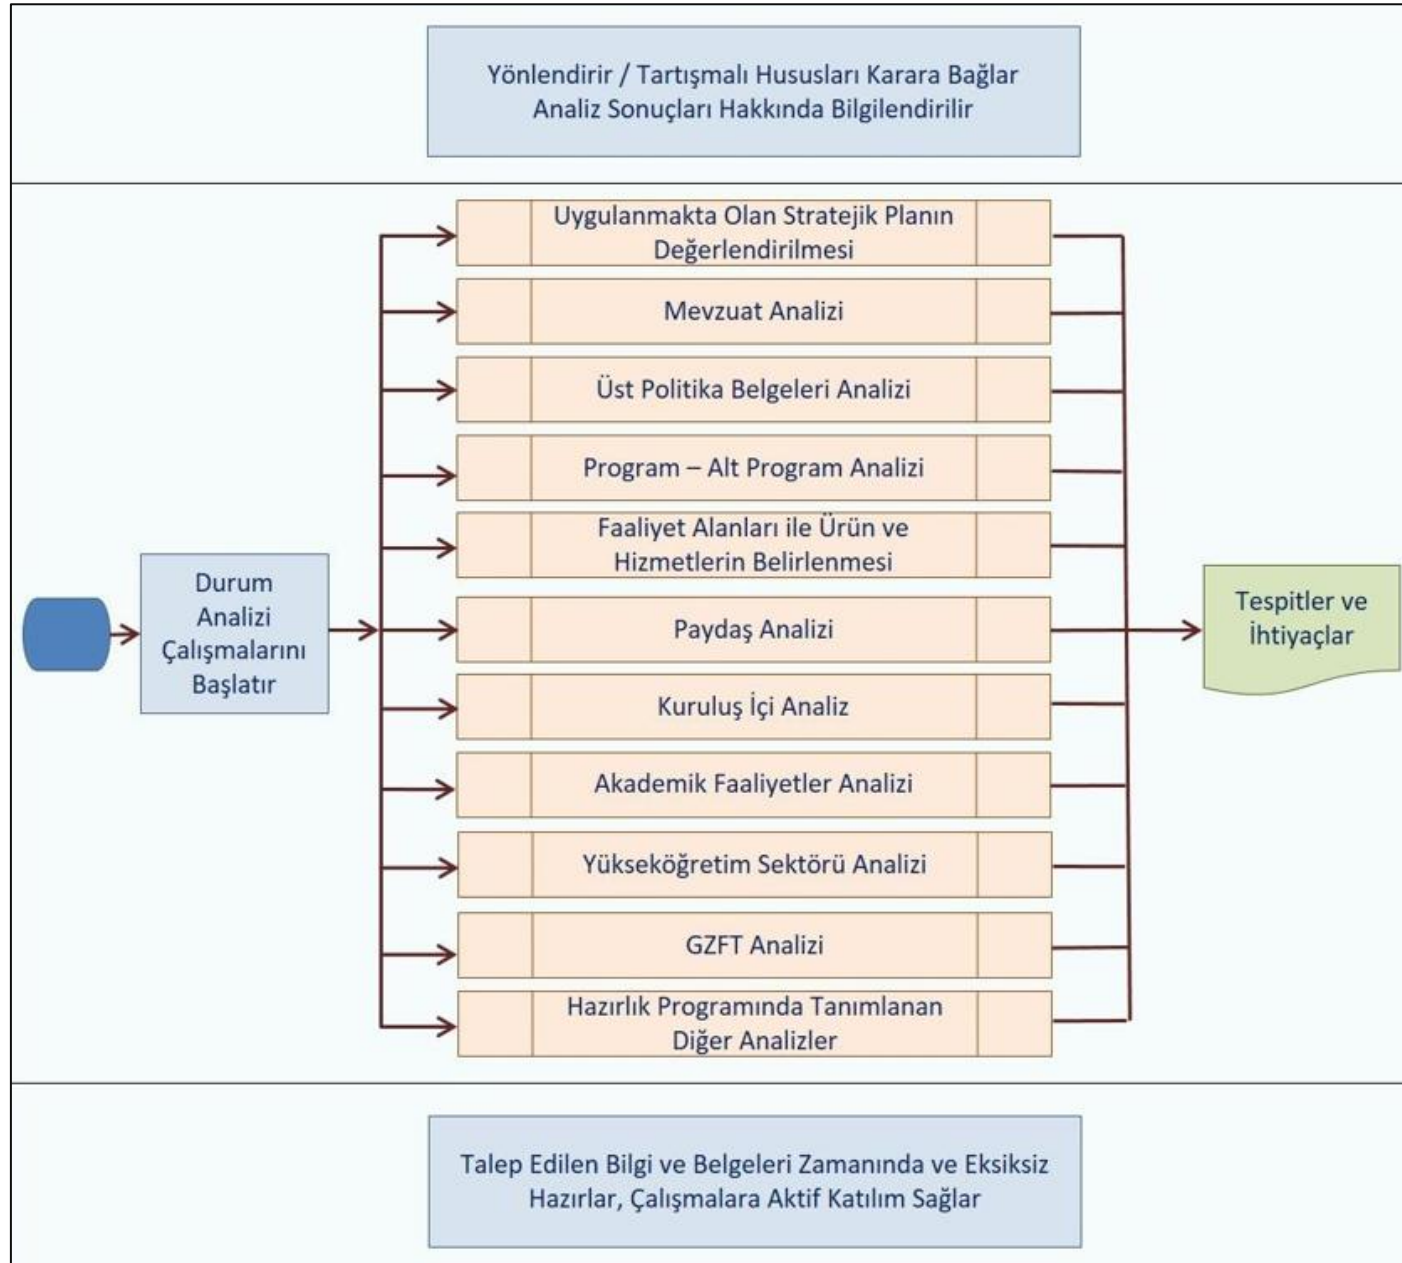 Yönlendirir / Tartışmalı Hususları Karara Bağlar
Analiz Sonuçları Hakkında Bilgilendirilir
Uygulanmakta Olan Stratejik Planın
Değerlendirilmesi
Mevzuat Analizi
Üst Politika Belgeleri Analizi
Program – Alt Program Analizi
Faaliyet Alanları ile Ürün ve
Hizmetlerin Belirlenmesi
Durum
Analizi
Çalışmalarını
Başlatır
Paydaş Analizi
Tespitler ve
İhtiyaçlar
Kuruluş İçi Analiz
Akademik Faaliyetler Analizi
Yükseköğretim Sektörü Analizi
GZFT Analizi
Hazırlık Programında Tanımlanan
Diğer Analizler
Talep Edilen Bilgi ve Belgeleri Zamanında ve Eksiksiz
Hazırlar, Çalışmalara Aktif Katılım Sağlar